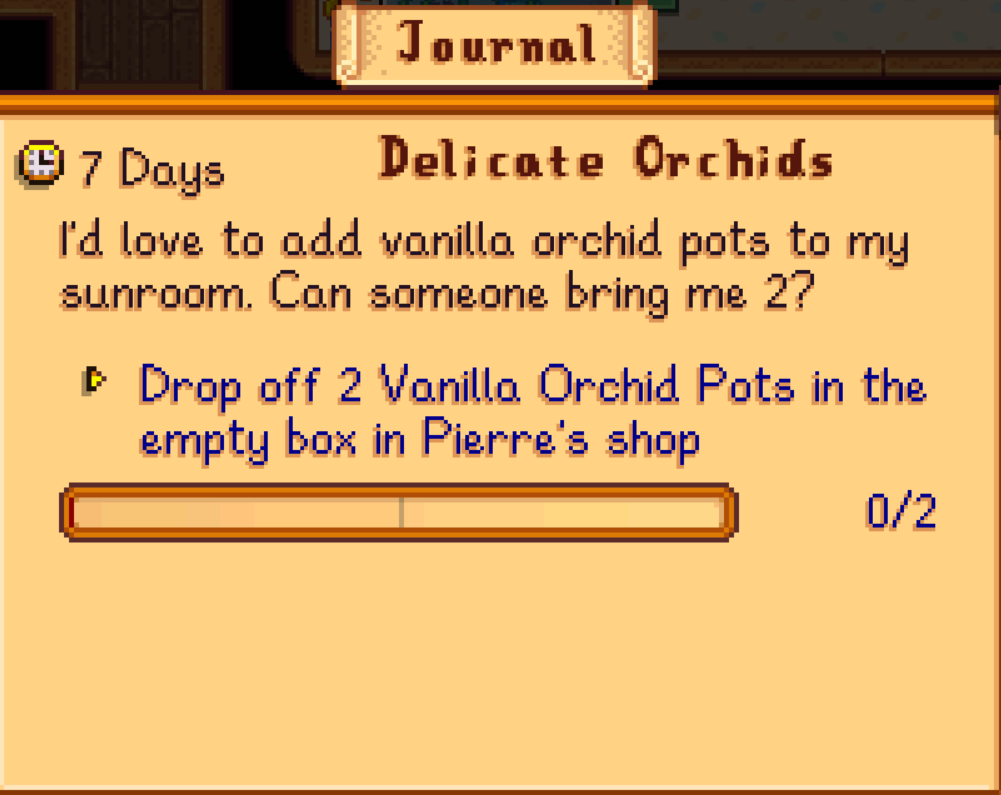 Journal
7 Days
Delicate Orchids
I'd love to add vanilla orchid pots to my
sunroom. Can someone bring me 2?
Drop off 2 Vanilla Orchid Pots in the
empty box in Pierre's shop
0/2